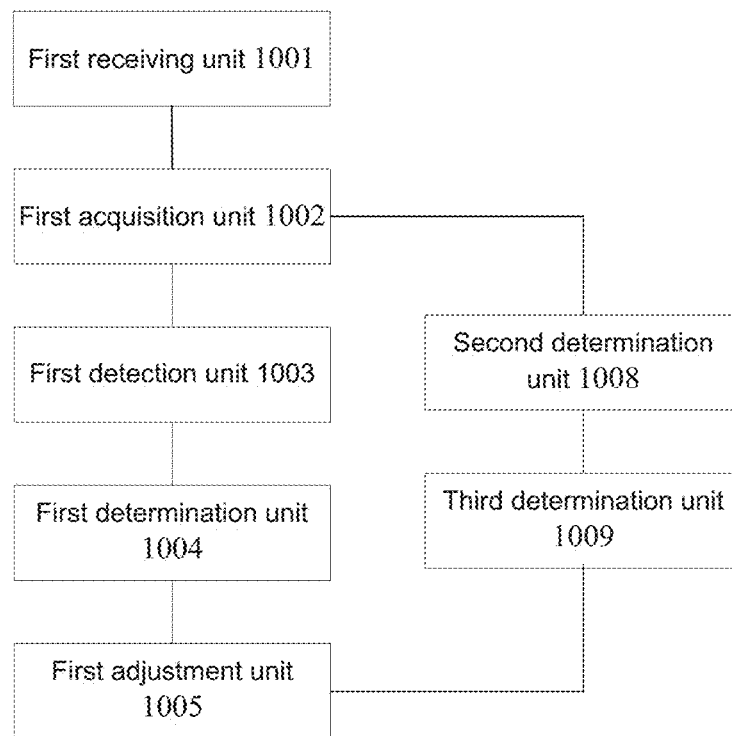 First receiving unit 1001
First acquisition unit 1002
First detection unit 1003
First determination unit
1004
First adjustment unit
1005
Second determination
unit 1008
Third determination unit
1009